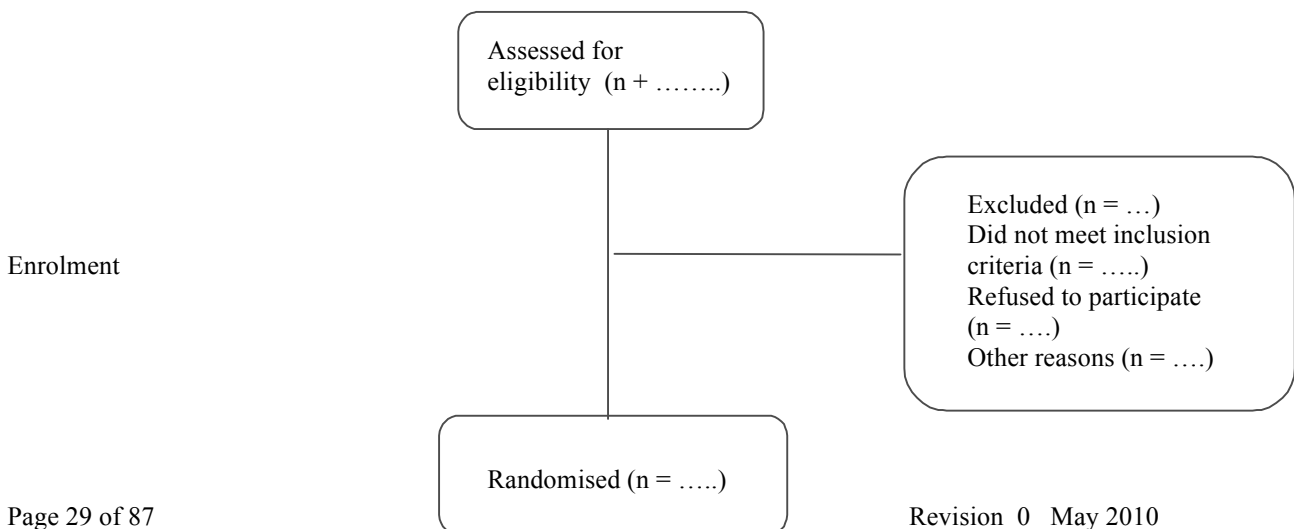 Assessed for
eligibility (n + ……..)
Excluded (n = …)
Did not meet inclusion
criteria (n = …..)
Refused to participate
(n = ….)
Other reasons (n = ….)
Enrolment
Randomised (n = …..)
Page 29 of 87
Revision 0 May 2010